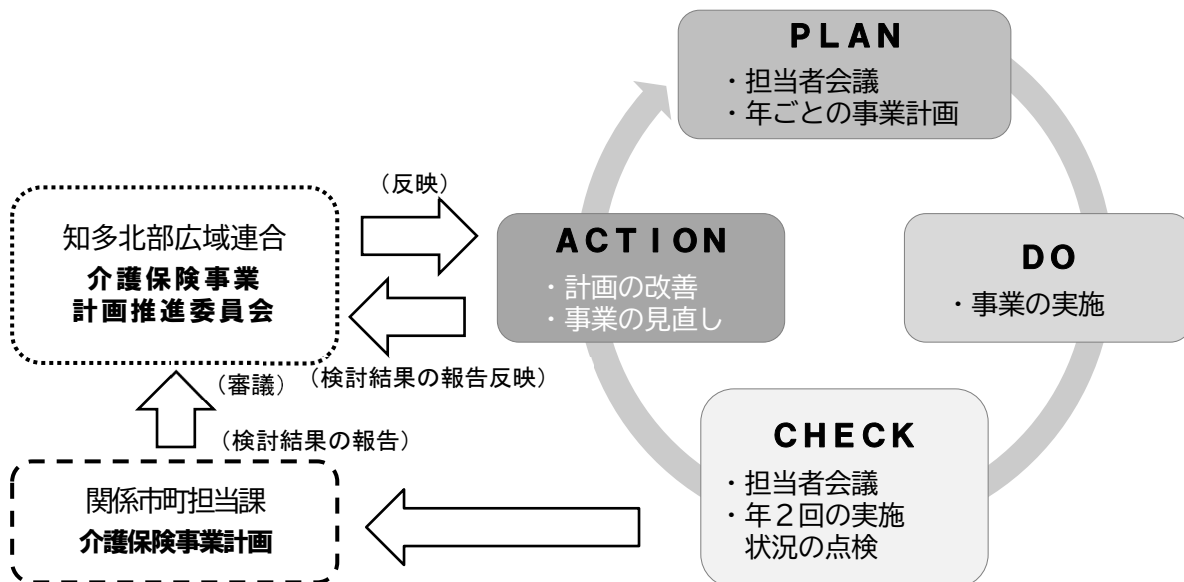 PLAN
・担当者会議
・年ごとの事業計画
(反映)
知多北部広域連合
介護保険事業
計画推進委員会
ACTION
・計画の改善
・事業の見直し
DO
・事業の実施
(審議)
(検討結果の報告反映)
(検討結果の報告)
CHECK
・担当者会議
・年2回の実施
状況の点検
関係市町担当課
介護保険事業計画